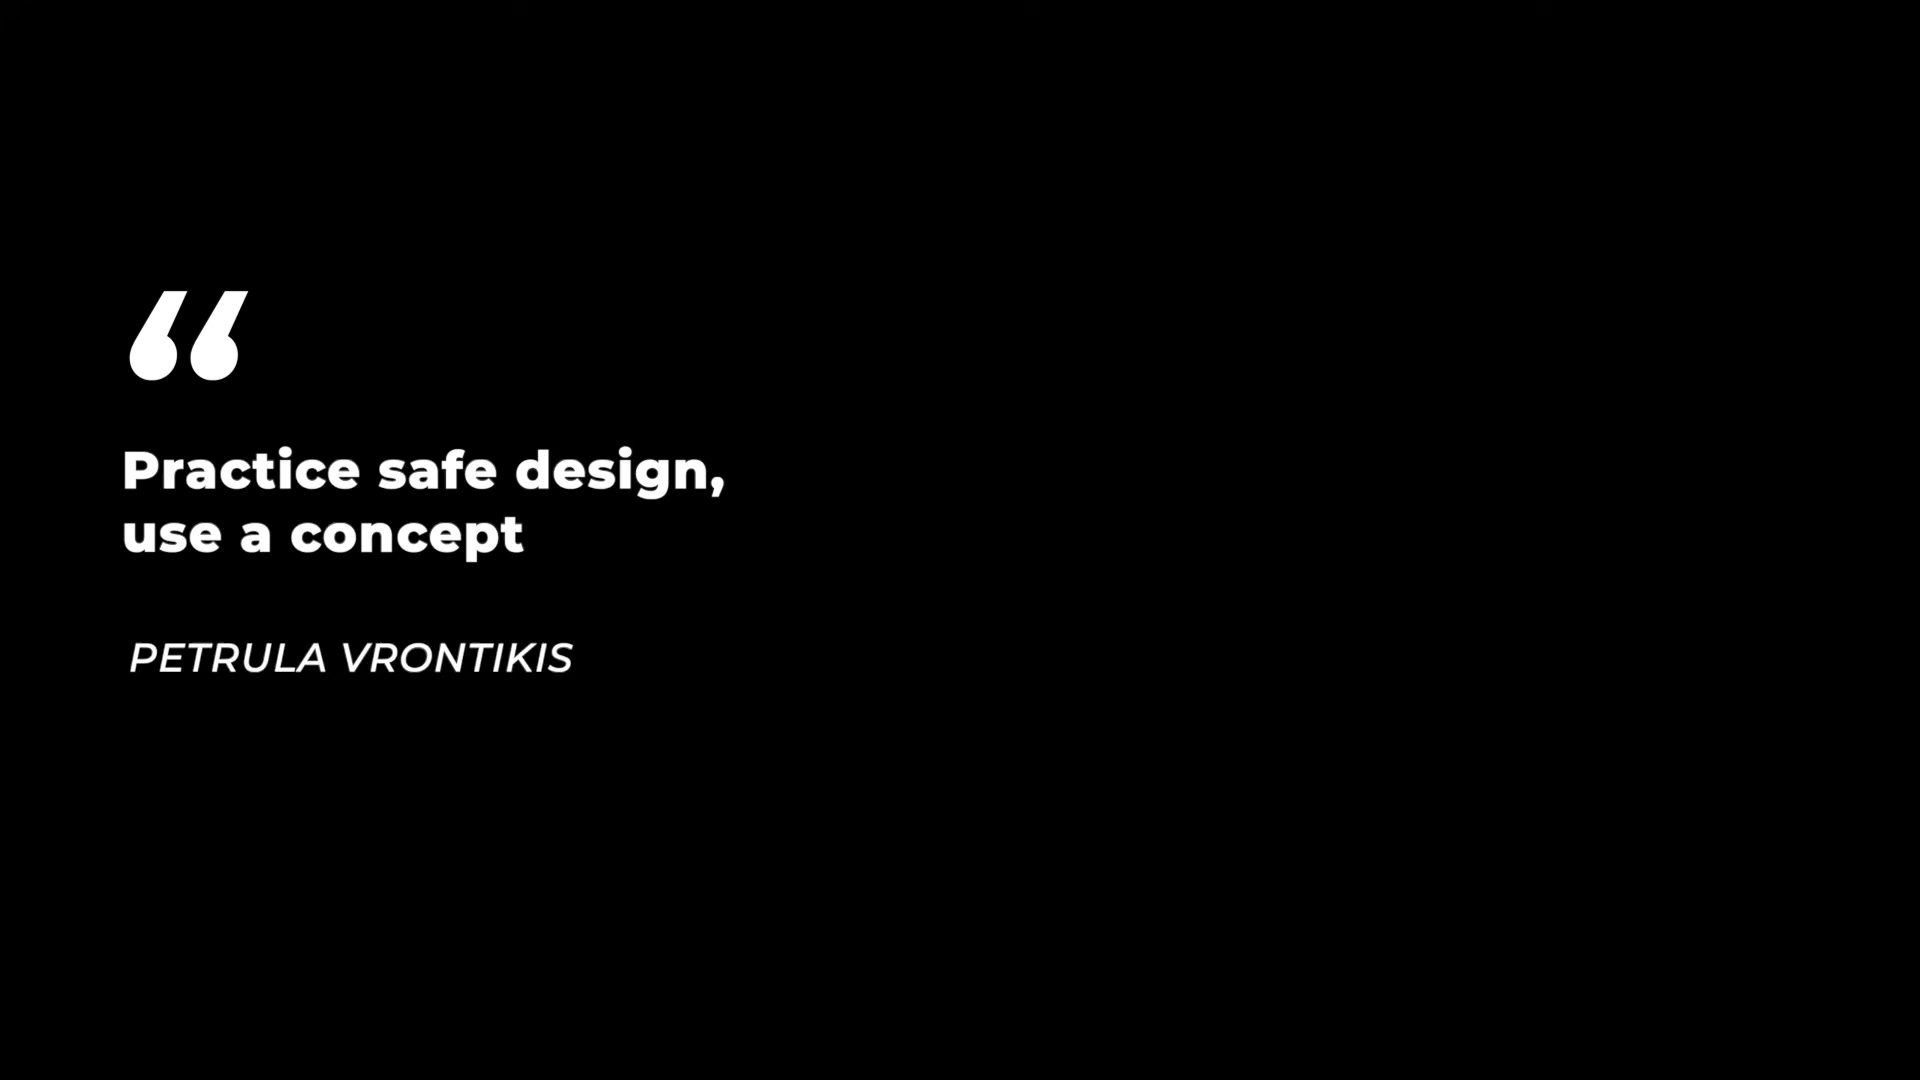 “
Practice safe design,
use a concept
PETRULA VRONTIKIS